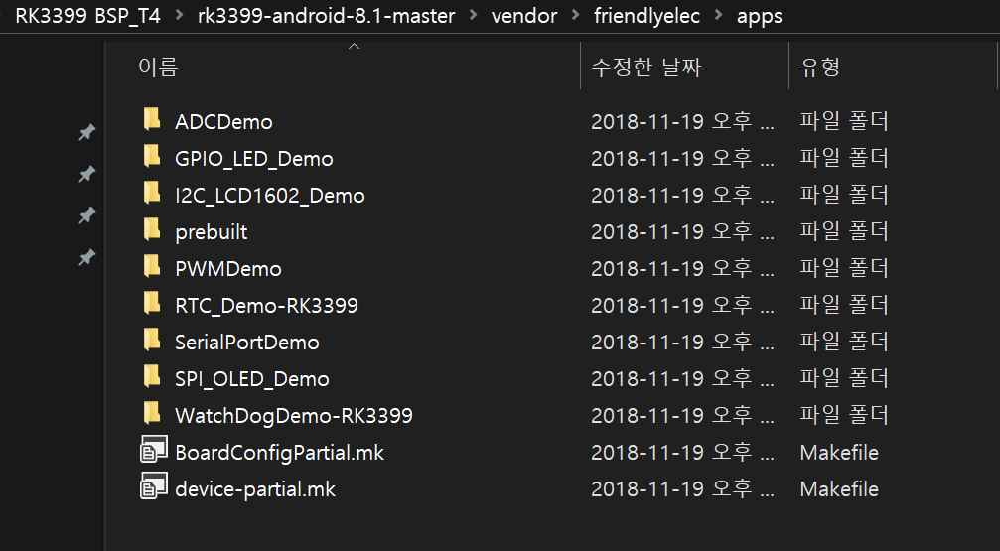 RK3399 BSP_T4 > rk3399-android-8.1-master > vendor > friendlyelec > apps
이름 수정한 날짜 유형
ADCDemo 2018-11-19 오후 ... 파일 폴더
GPIO_LED_Demo 2018-11-19 오후 ... 파일 폴더
I2C_LCD1602_Demo 2018-11-19 오후 ... 파일 폴더
prebuilt 2018-11-19 오후 ... 파일 폴더
PWMDemo 2018-11-19 오후 ... 파일 폴더
RTC_Demo-RK3399 2018-11-19 오후 ... 파일 폴더
SerialPortDemo 2018-11-19 오후 ... 파일 폴더
SPI_OLED_Demo 2018-11-19 오후 ... 파일 폴더
WatchDogDemo-RK3399 2018-11-19 오후 ... 파일 폴더
BoardConfigPartial.mk 2018-11-19 오후 ... Makefile
device-partial.mk 2018-11-19 오후 ... Makefile